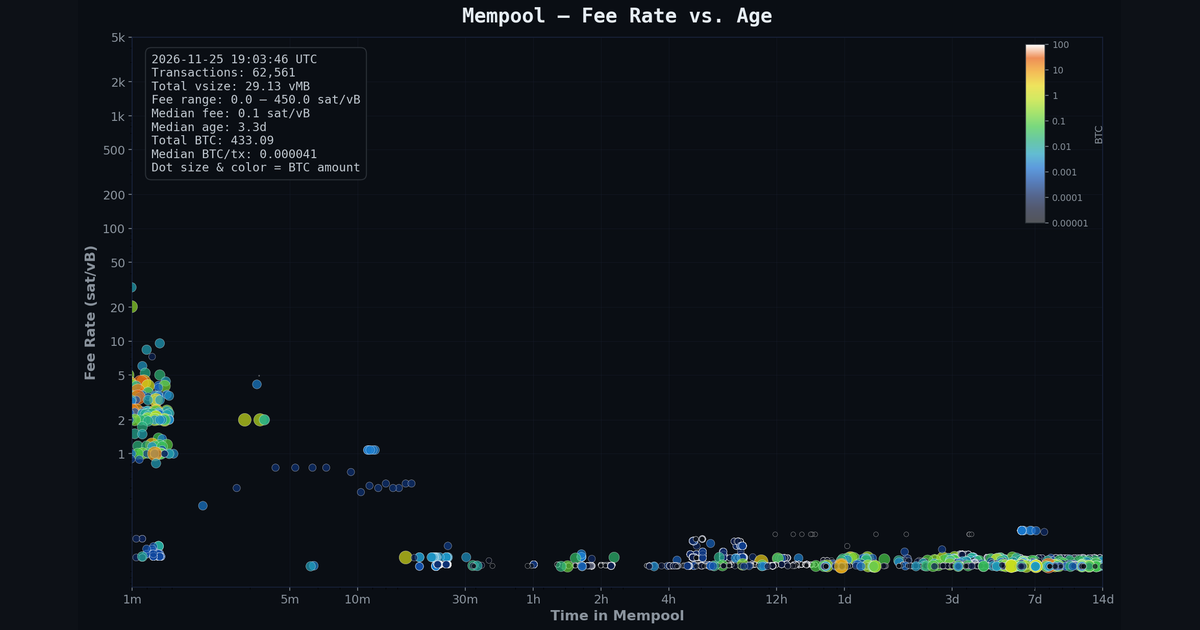 Mempool — Fee Rate vs. Age
5k
2k
1k
500
200
100
50
20
10
5
2
1
Fee Rate (sat/vB)
2026-11-25 19:03:46 UTC
Transactions: 62,561
Total vsize: 29.13 vMB
Fee range: 0.0 — 450.0 sat/vB
Median fee: 0.1 sat/vB
Median age: 3.3d
Total BTC: 433.09
Median BTC/tx: 0.000041
Dot size & color = BTC amount
100
10
1
0.1
0.01
0.001
0.0001
0.00001
BTC
1m 5m 10m 30m 1h 2h 4h 12h 1d 3d 7d 14d
Time in Mempool